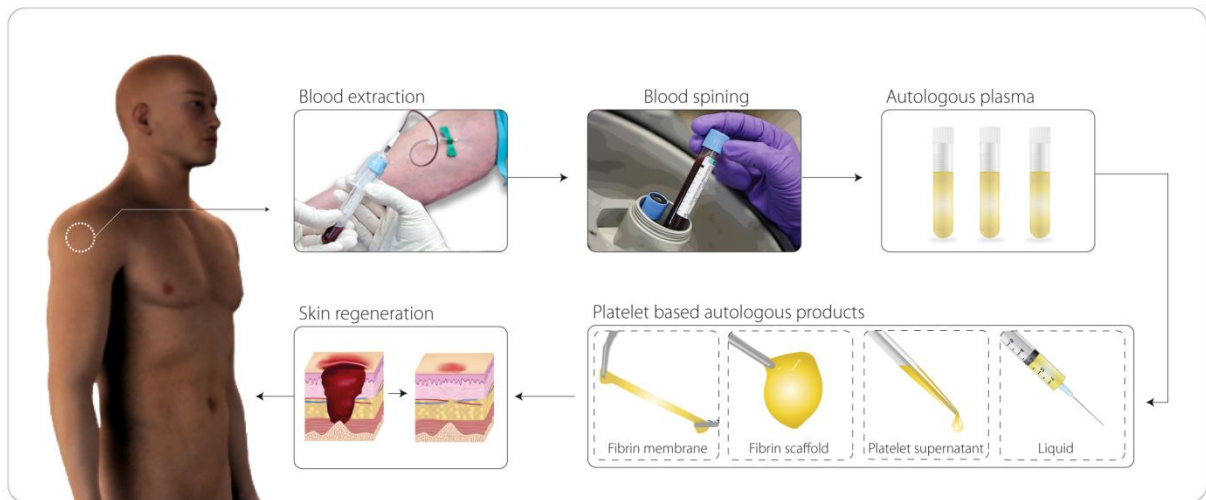 Blood extraction
Blood spining
Autologous plasma
Skin regeneration
Platelet based autologous products
Fibrin membrane
Fibrin scaffold
Platelet supernatant
Liquid